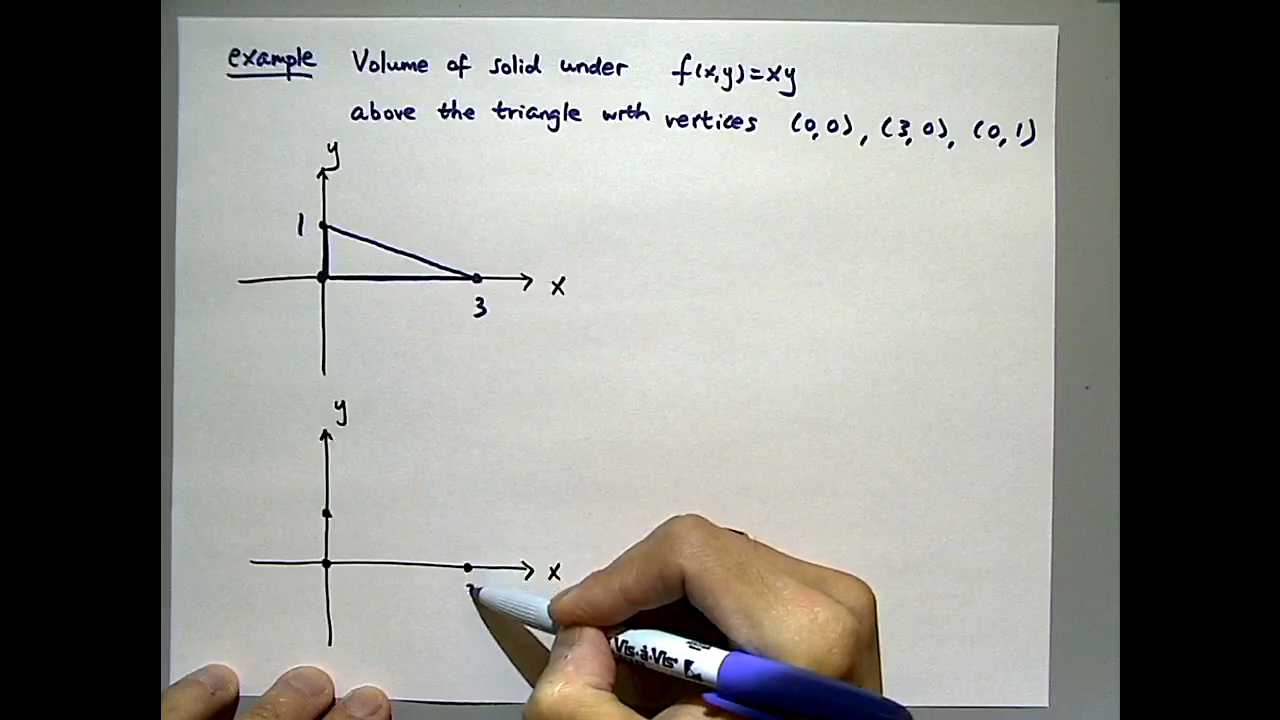 example Volume of solid under f(x,y)=xy
above the triangle with vertices (0,0), (3,0), (0,1)
y
1
x
3
y
x
Vis-à-Vis